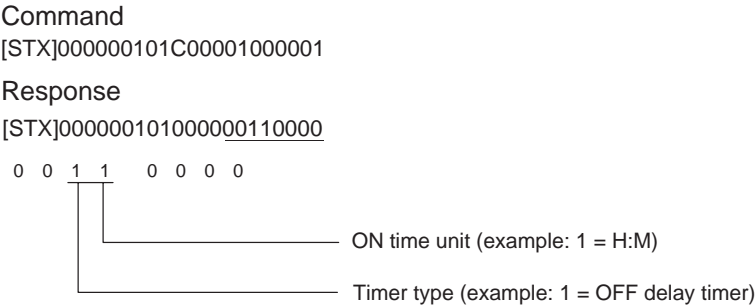 Command
[STX]000000101C00001000001
Response
[STX]000000101000000110000
0 0 1 1 0 0 0 0
ON time unit (example: 1 = H:M)
Timer type (example: 1 = OFF delay timer)